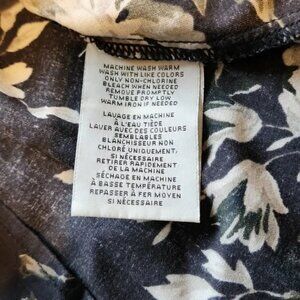 MACHINE WASH WARM
WASH WITH LIKE COLORS
ONLY NON-CHLORINE
BLEACH WHEN NEEDED
REMOVE PROMPTLY
TUMBLE DRY LOW
WARM IRON IF NEEDED
LAVAGE EN MACHINE
À L'EAU TIÈDE
LAVER AVEC DES COULEURS
SEMBLABLES
BLANCHISSEUR NON
CHLORÉ UNIQUEMENT,
SI NÉCESSAIRE
RETIRER RAPIDEMENT
DE LA MACHINE
SÉCHAGE EN MACHINE
À BASSE TEMPÉRATURE
REPASSER À FER MOYEN
SI NÉCESSAIRE